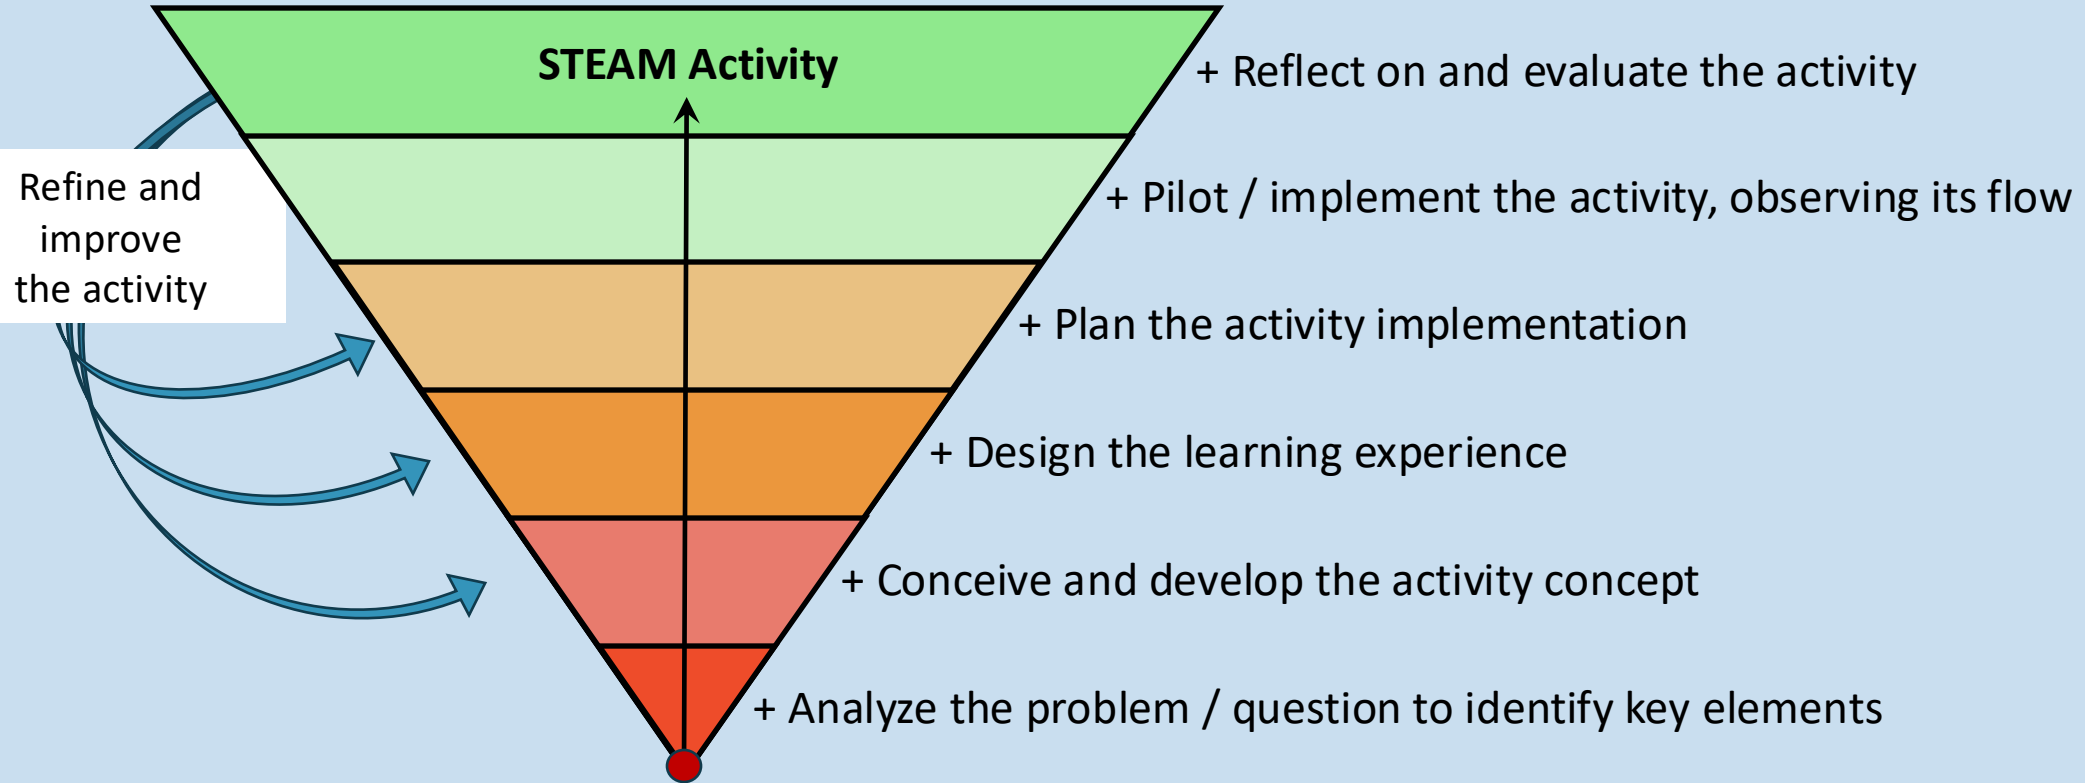 STEAM Activity
+ Reflect on and evaluate the activity
+ Pilot / implement the activity, observing its flow
Refine and
improve
the activity
+ Plan the activity implementation
+ Design the learning experience
+ Conceive and develop the activity concept
+ Analyze the problem / question to identify key elements